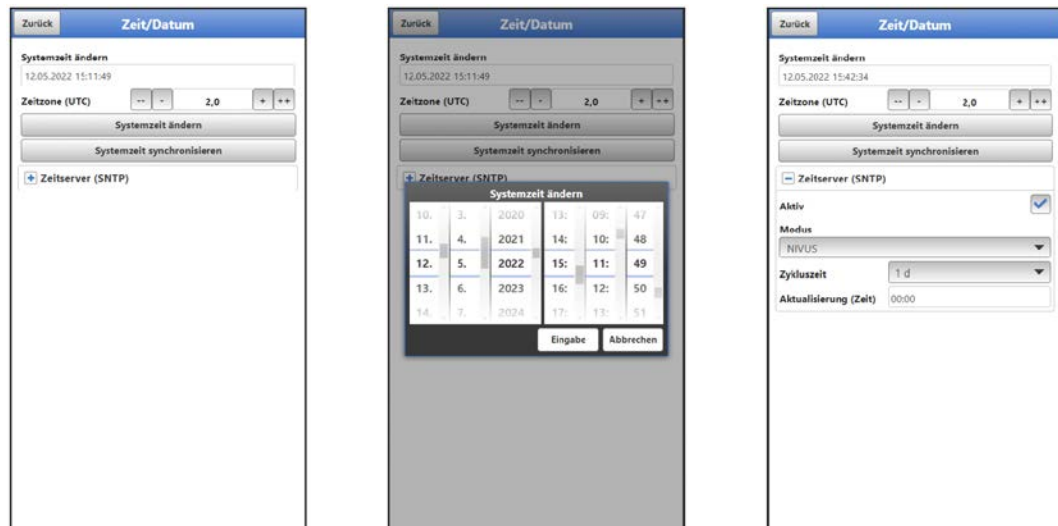 Zurück Zeit/Datum
Systemzeit ändern
12.05.2022 15:11:49
Zeitzone (UTC) -- - 2,0 + ++
Systemzeit ändern
Systemzeit synchronisieren
+ Zeitserver (SNTP)
Zurück Zeit/Datum
Systemzeit ändern
12.05.2022 15:11:49
Zeitzone (UTC) -- - 2,0 + ++
Systemzeit ändern
Systemzeit synchronisieren
+ Zeitserver (SNTP)
Systemzeit ändern
10. 3. 2020 13: 09: 47
11. 4. 2021 14: 10: 48
12. 5. 2022 15: 11: 49
13. 6. 2023 16: 12: 50
14. 7. 2024 17: 13: 51
Eingabe Abbrechen
Zurück Zeit/Datum
Systemzeit ändern
12.05.2022 15:42:34
Zeitzone (UTC) -- - 2,0 + ++
Systemzeit ändern
Systemzeit synchronisieren
− Zeitserver (SNTP)
Aktiv
Modus
NIVUS
Zykluszeit 1 d
Aktualisierung (Zeit) 00:00